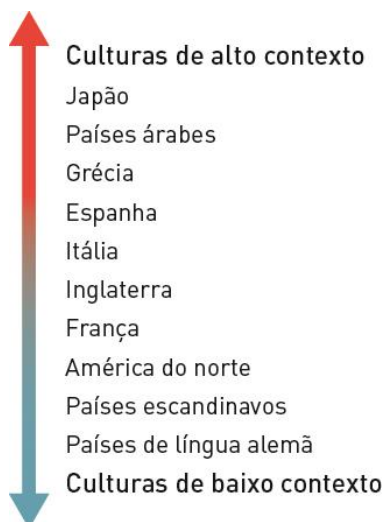 Culturas de alto contexto
Japão
Países árabes
Grécia
Espanha
Itália
Inglaterra
França
América do norte
Países escandinavos
Países de língua alemã
Culturas de baixo contexto